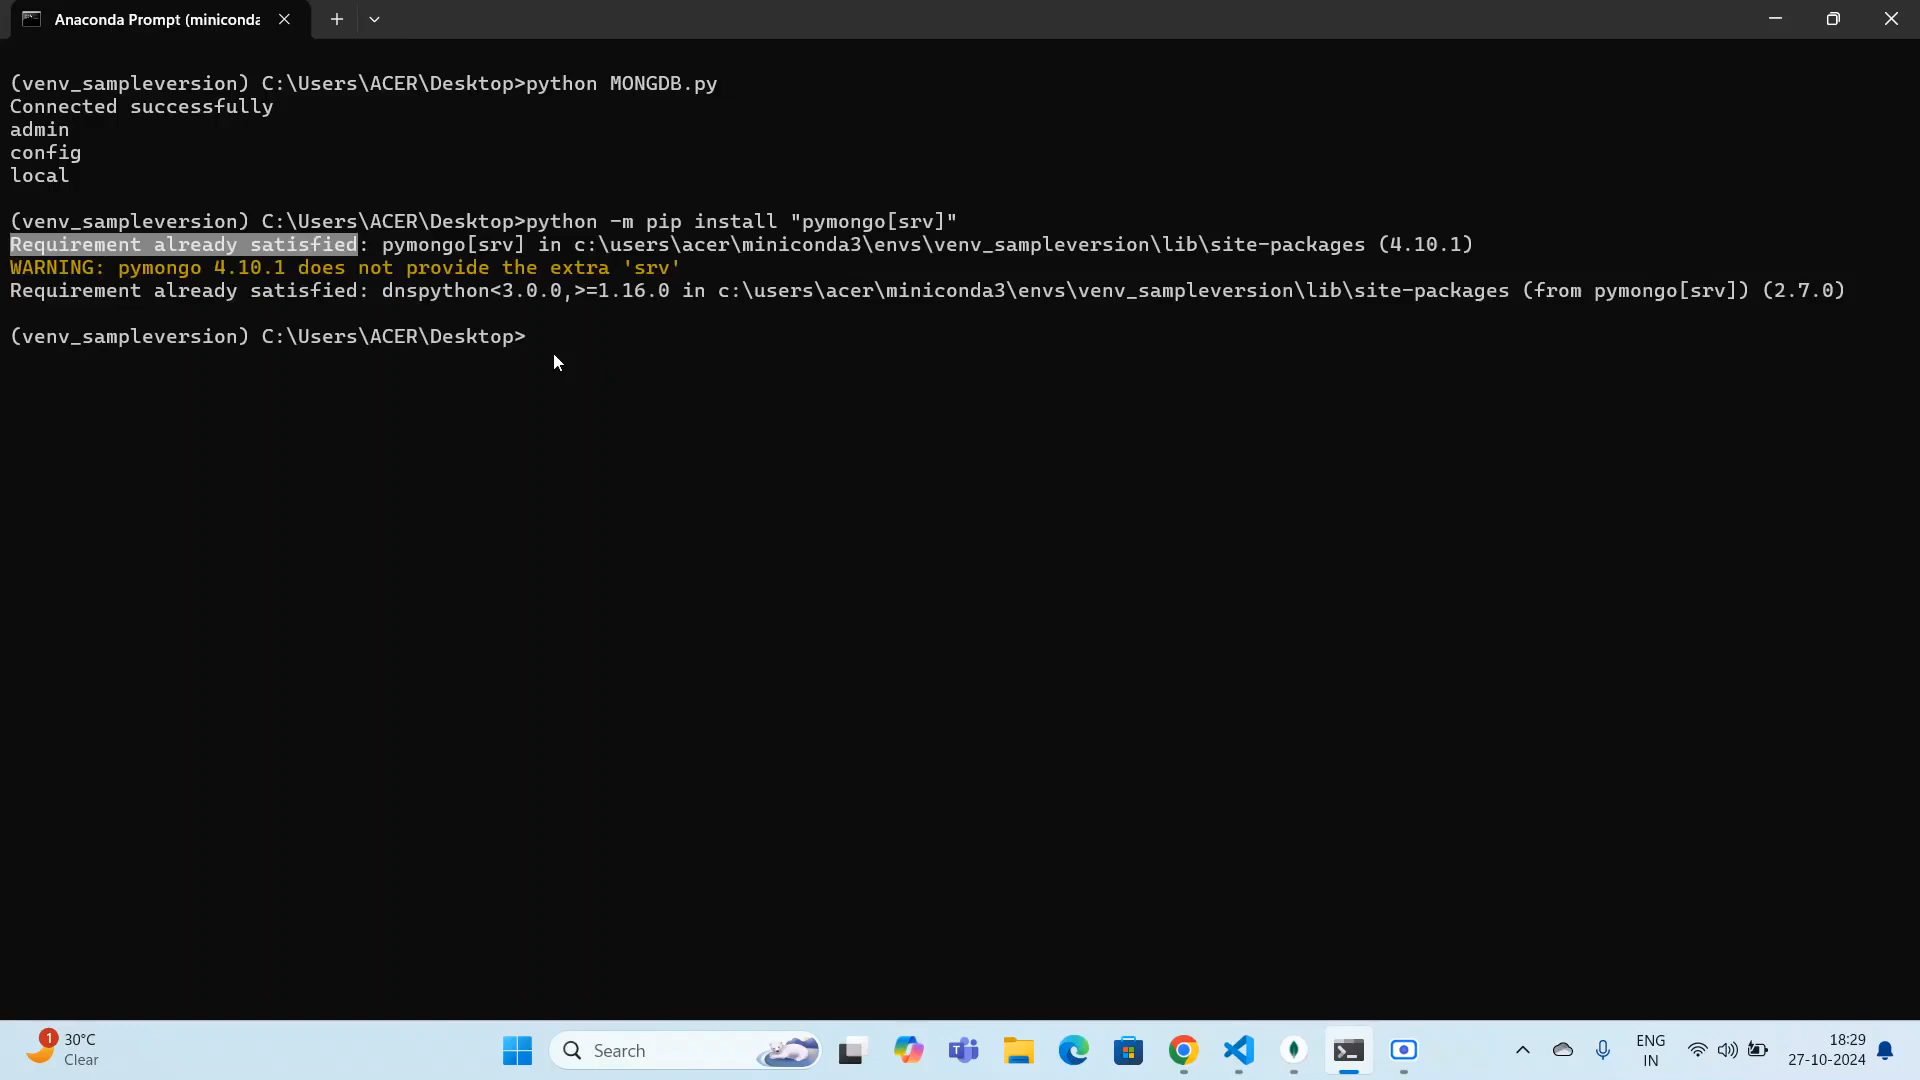 Anaconda Prompt (miniconda
(venv_sampleversion) C:\Users\ACER\Desktop>python MONGDB.py
Connected successfully
admin
config
local
(venv_sampleversion) C:\Users\ACER\Desktop>python -m pip install "pymongo[srv]"
Requirement already satisfied: pymongo[srv] in c:\users\acer\miniconda3\envs\venv_sampleversion\lib\site-packages (4.10.1)
WARNING: pymongo 4.10.1 does not provide the extra 'srv'
Requirement already satisfied: dnspython<3.0.0,>=1.16.0 in c:\users\acer\miniconda3\envs\venv_sampleversion\lib\site-packages (from pymongo[srv]) (2.7.0)
(venv_sampleversion) C:\Users\ACER\Desktop>
1
30°C
Clear
Search
ENG
IN
18:29
27-10-2024